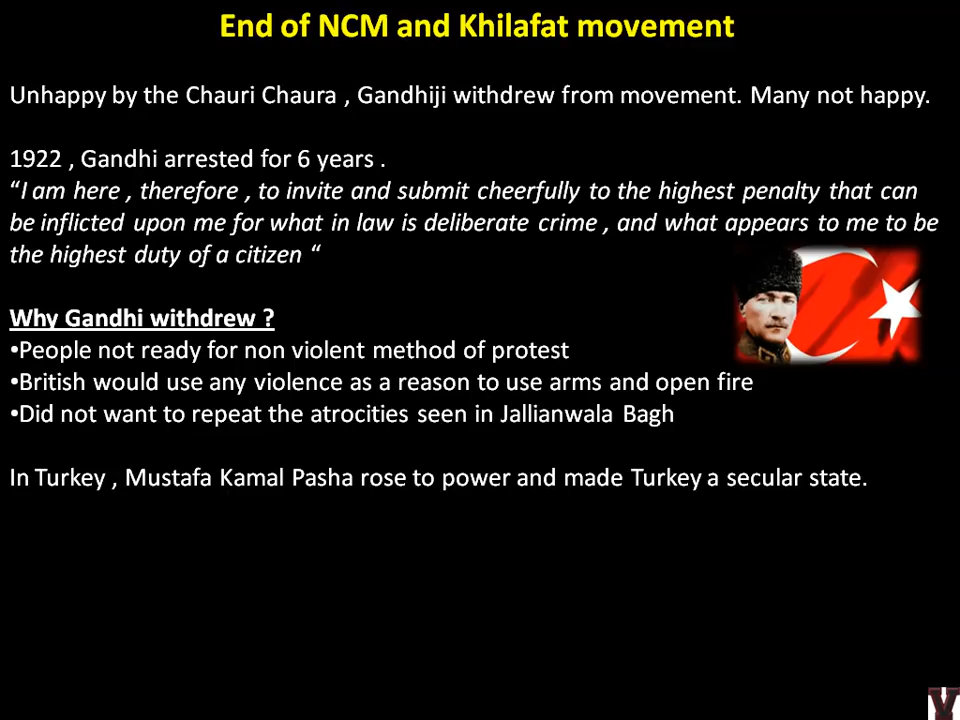 End of NCM and Khilafat movement
Unhappy by the Chauri Chaura , Gandhiji withdrew from movement. Many not happy.
1922 , Gandhi arrested for 6 years .
“I am here , therefore , to invite and submit cheerfully to the highest penalty that can
be inflicted upon me for what in law is deliberate crime , and what appears to me to be
the highest duty of a citizen “
Why Gandhi withdrew ?
•People not ready for non violent method of protest
•British would use any violence as a reason to use arms and open fire
•Did not want to repeat the atrocities seen in Jallianwala Bagh
In Turkey , Mustafa Kamal Pasha rose to power and made Turkey a secular state.